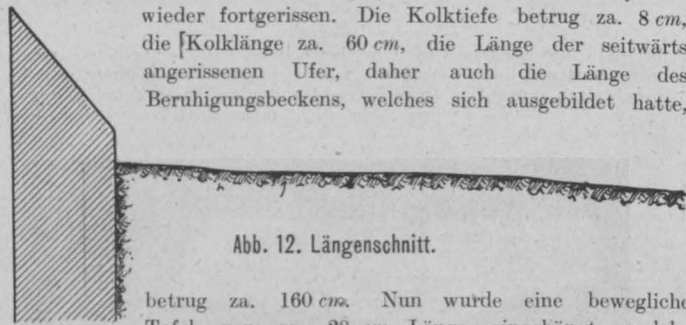 wieder fortgerissen. Die Kolktiefe betrug za. 8 cm,
die [Kolklänge za. 60 cm, die Länge der seitwärts
angerissenen Ufer, daher auch die Länge des
Beruhigungsbeckens, welches sich ausgebildet hatte,
Abb. 12. Längenschnitt.
betrug za. 160 cm. Nun wurde eine bewegliche